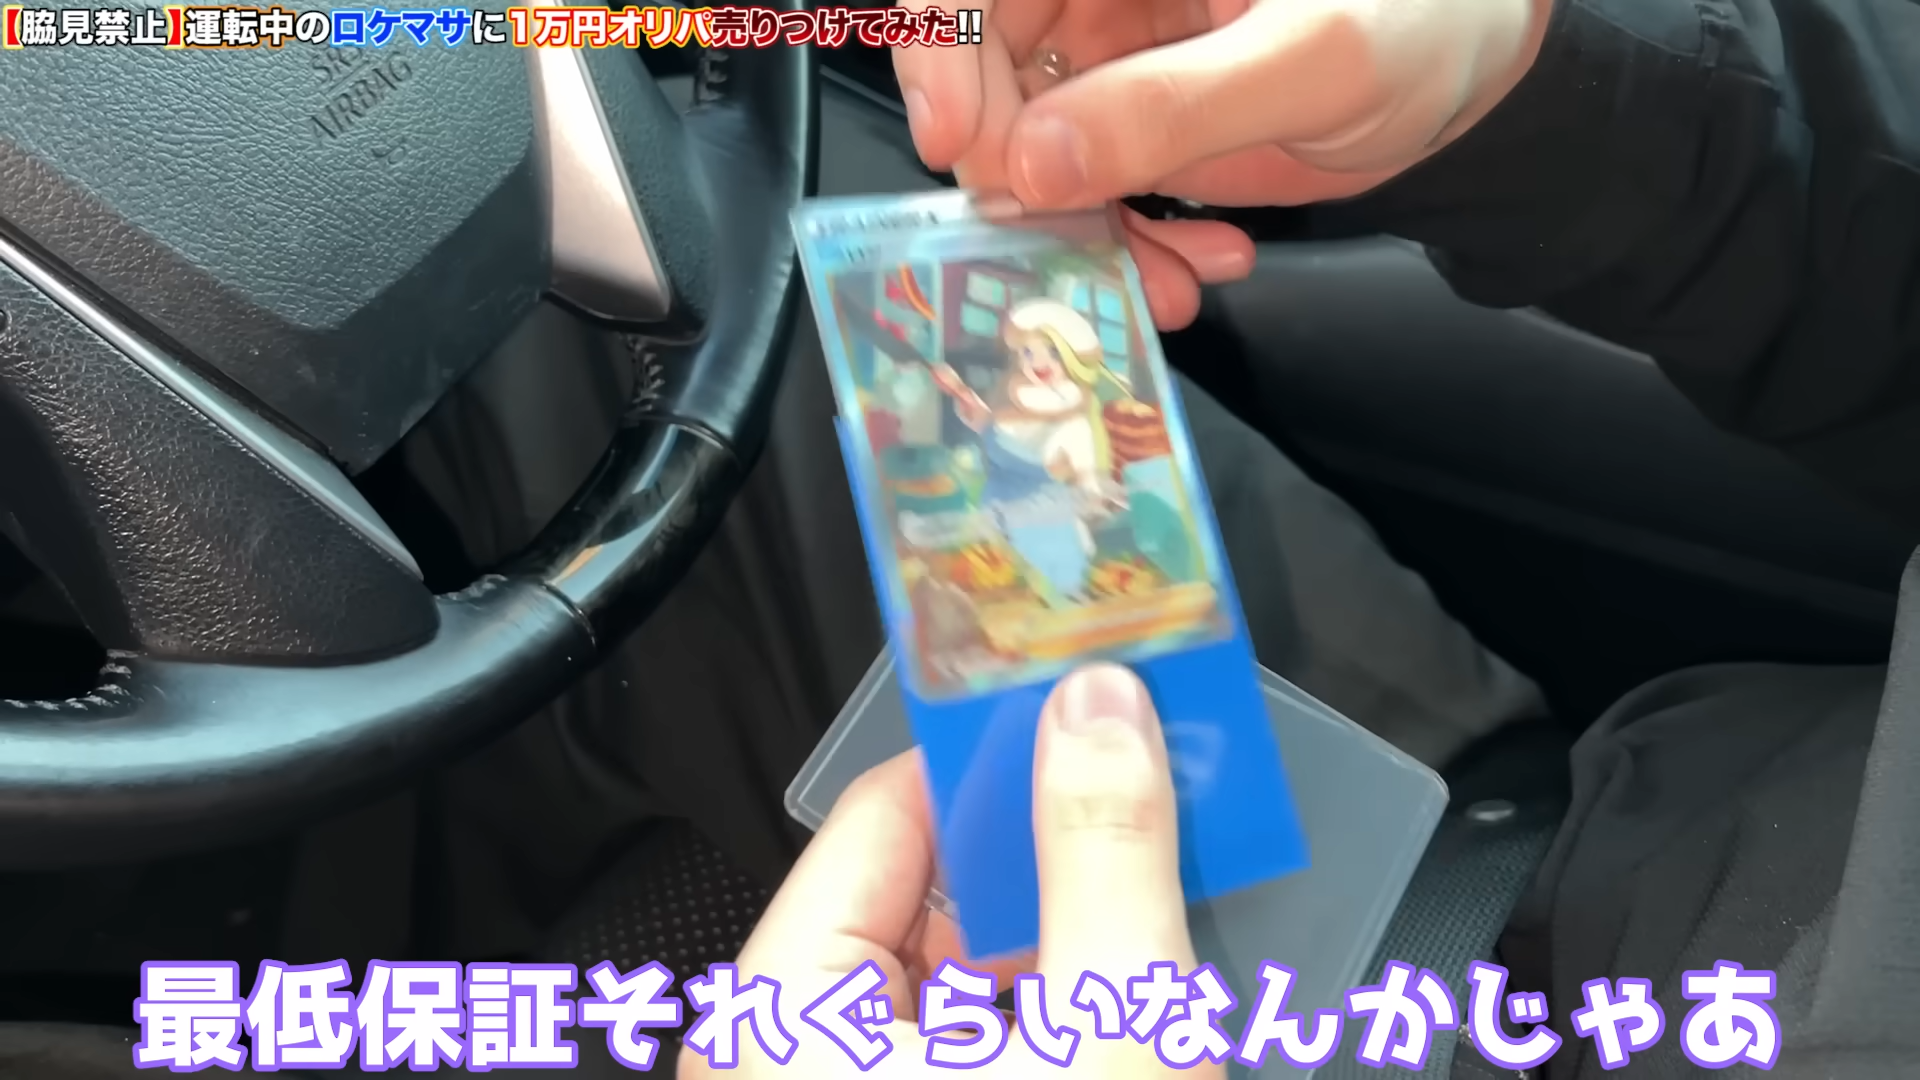 【脇見禁止】運転中のロケマサに1万円オリパ売りつけてみた!!
SRS
AIRBAG
最低保証それぐらいなんかじゃあ